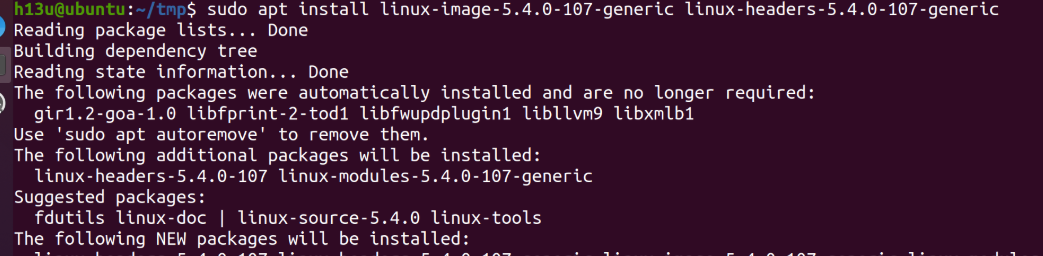 h13u@ubuntu:~/tmp$ sudo apt install linux-image-5.4.0-107-generic linux-headers-5.4.0-107-generic
Reading package lists... Done
Building dependency tree
Reading state information... Done
The following packages were automatically installed and are no longer required:
  gir1.2-goa-1.0 libfprint-2-tod1 libfwupdplugin1 libllvm9 libxmlb1
Use 'sudo apt autoremove' to remove them.
The following additional packages will be installed:
  linux-headers-5.4.0-107 linux-modules-5.4.0-107-generic
Suggested packages:
  fdutils linux-doc | linux-source-5.4.0 linux-tools
The following NEW packages will be installed: